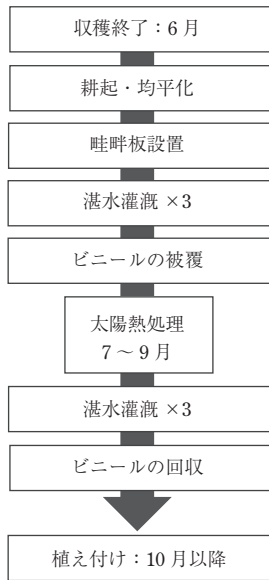 収穫終了：6 月
耕起・均平化
畦畔板設置
湛水灌漑 ×3
ビニールの被覆
太陽熱処理
7 ～ 9 月
湛水灌漑 ×3
ビニールの回収
植え付け：10 月以降